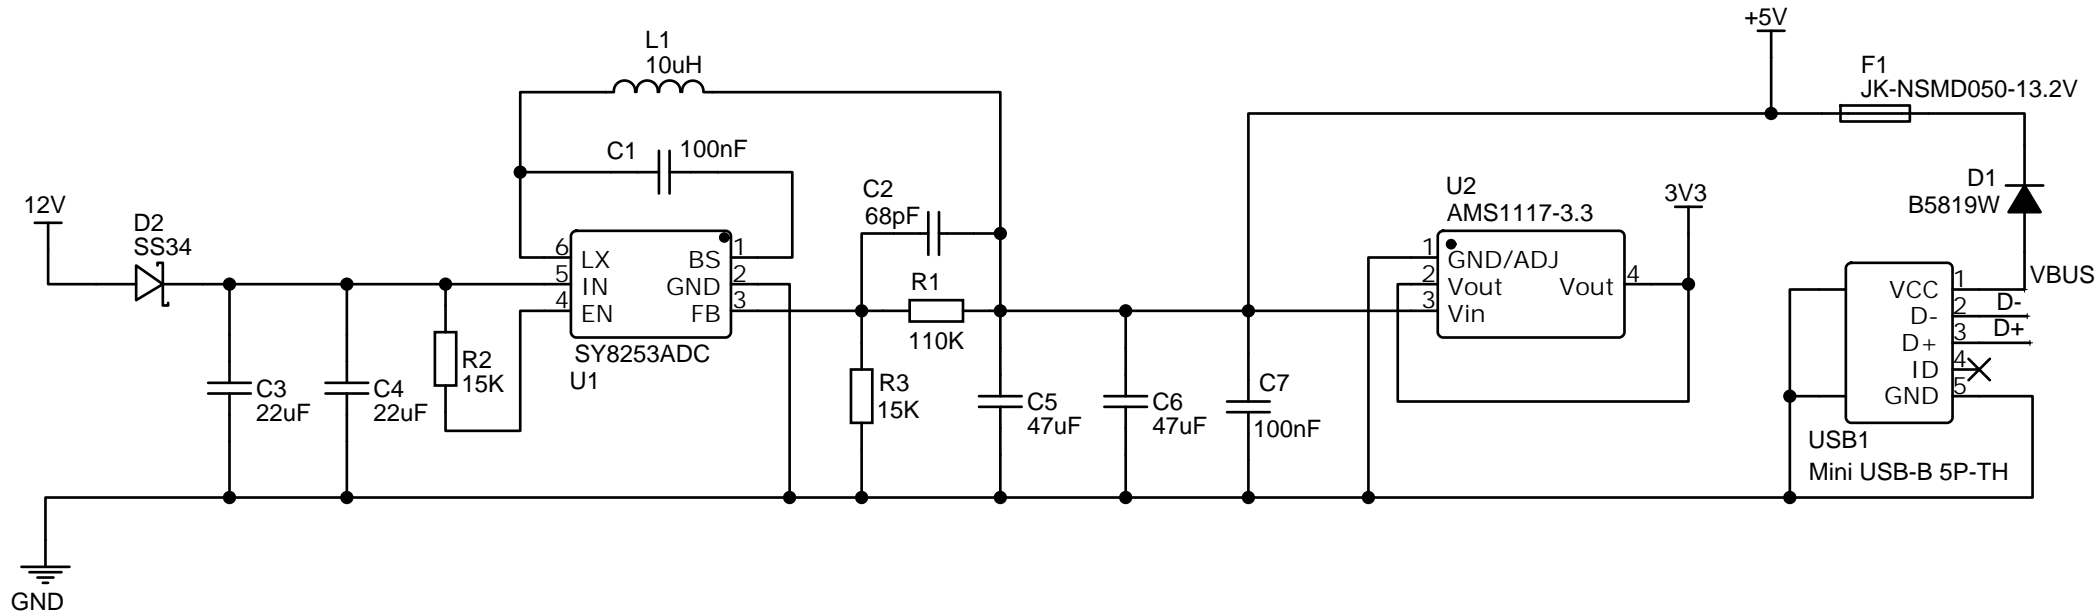 +5V
L1
10uH
F1
JK-NSMD050-13.2V
C1
100nF
12V
D2
SS34
C2
68pF
U2
AMS1117-3.3
3V3
D1
B5819W
6
LX
BS
1
5
IN
GND
2
4
EN
FB
3
SY8253ADC
U1
R1
110K
1
GND/ADJ
2
Vout
Vout
4
3
Vin
VBUS
VCC
1
D-
2
D-
D+
3
D+
ID
4
GND
5
R2
15K
C3
22uF
C4
22uF
R3
15K
C5
47uF
C6
47uF
C7
100nF
USB1
Mini USB-B 5P-TH
GND